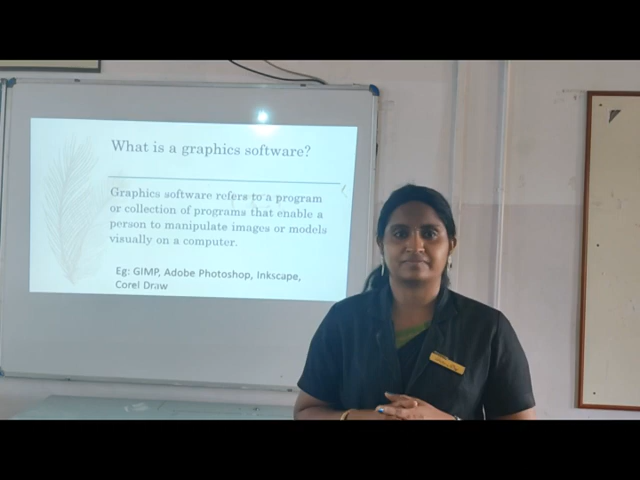 What is a graphics software?
Graphics software refers to a program
or collection of programs that enable a
person to manipulate images or models
visually on a computer.
Eg: GIMP, Adobe Photoshop, Inkscape,
Corel Draw